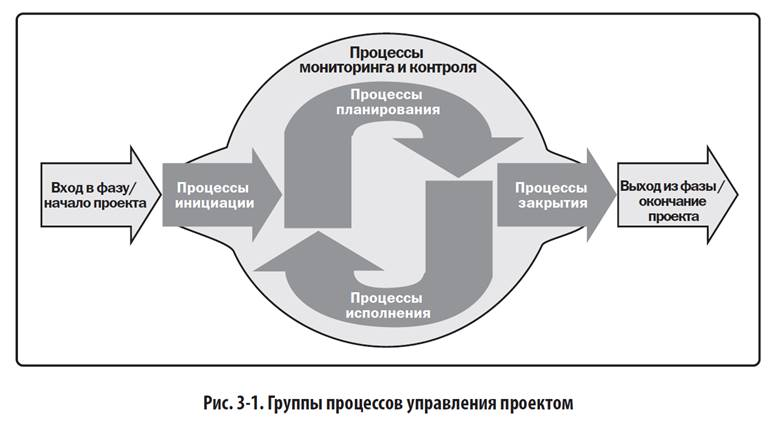 Процессы
мониторинга и контроля
Процессы
планирования
Вход в фазу/
начало проекта
Процессы
инициации
Процессы
закрытия
Выход из фазы/
окончание
проекта
Процессы
исполнения
Рис. 3-1. Группы процессов управления проектом